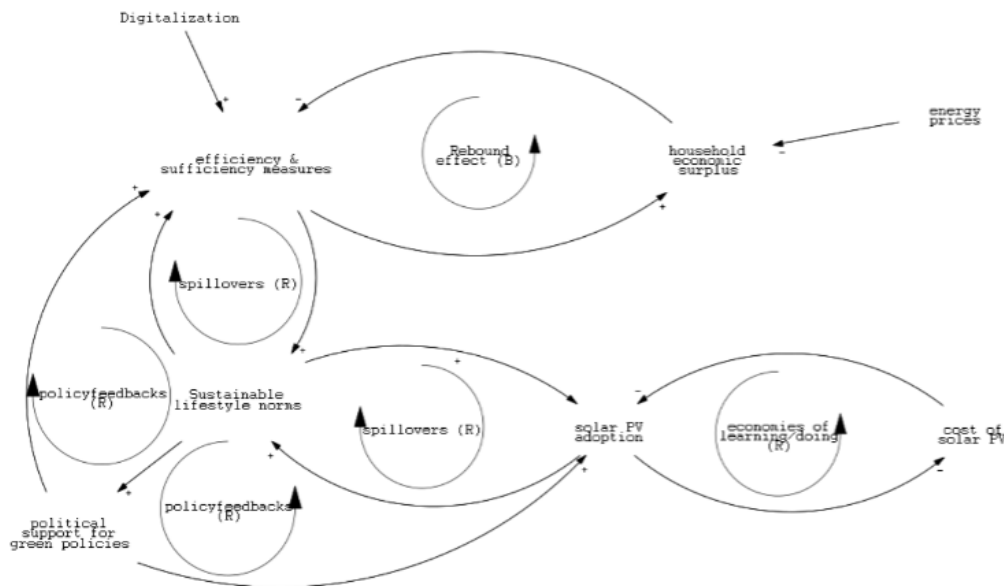 Digitalization
+
-
energy
prices
efficiency &
sufficiency measures
Rebound
effect (B)
household
economic
surplus
-
+
+
+
spillovers (R)
+
+
policyfeedbacks
(R)
Sustainable
lifestyle norms
spillovers (R)
-
solar PV
adoption
economies of
learning/doing
(R)
cost of
solar PV
+
+
-
+
policyfeedbacks
(R)
political
support for
green policies